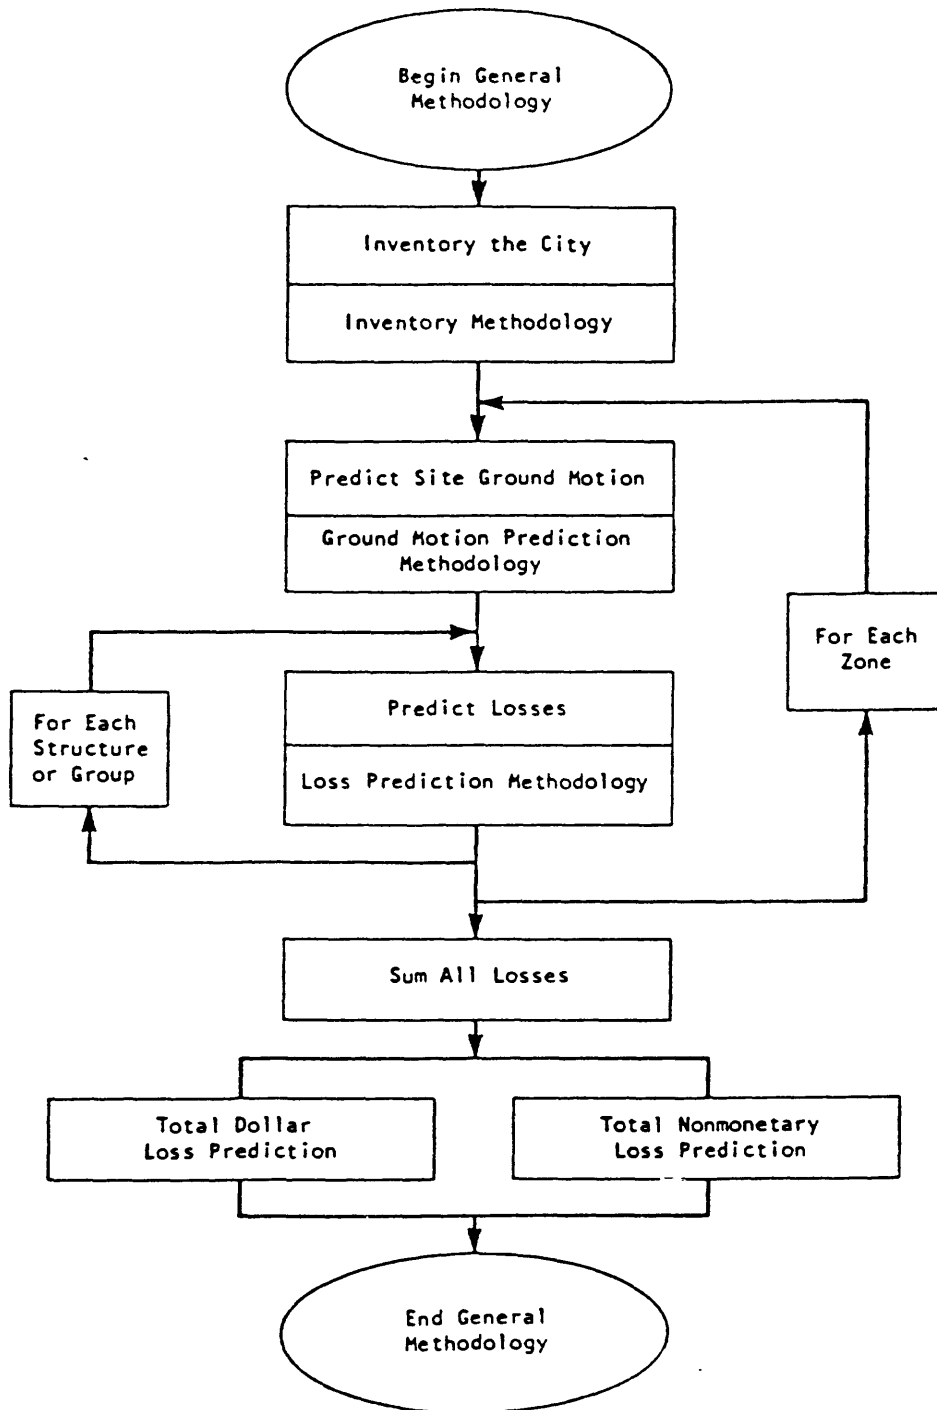 Begin General
Methodology
Inventory the City
Inventory Methodology
Predict Site Ground Motion
Ground Motion Prediction
Methodology
For Each
Zone
Predict Losses
Loss Prediction Methodology
For Each
Structure
or Group
Sum All Losses
Total Dollar
Loss Prediction
Total Nonmonetary
Loss Prediction
End General
Methodology